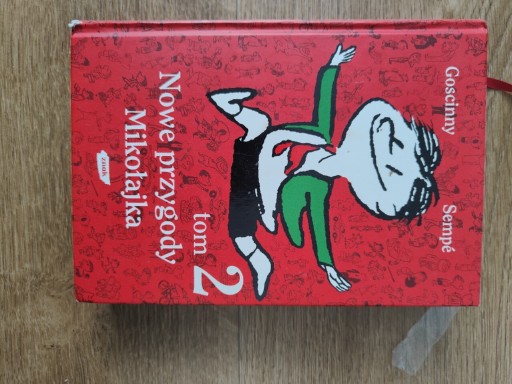 Goscinny Sempé
Nowe przygody
Mikołajka
tom
2
znak